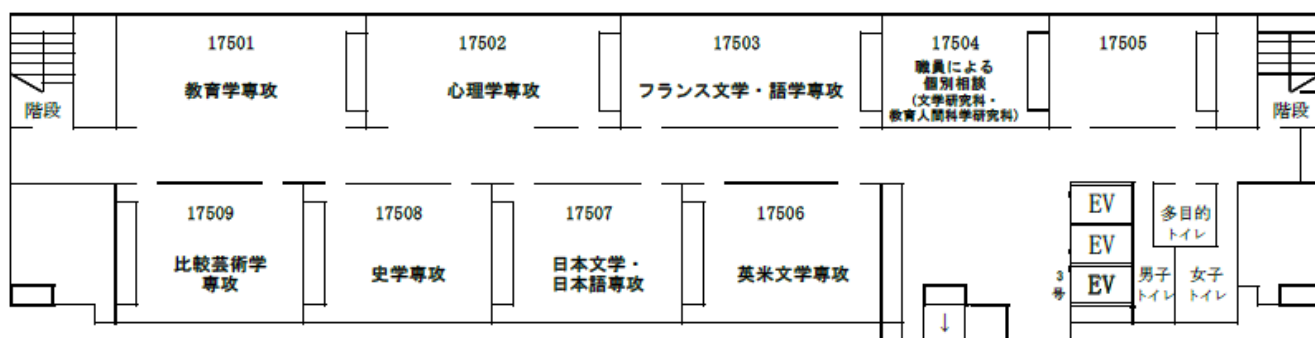 17501
教育学専攻
17502
心理学専攻
17503
フランス文学・語学専攻
17504
職員による
個別相談
(文学研究科・
教育人間科学研究科)
17505
階段
階段
17509
比較芸術学
専攻
17508
史学専攻
17507
日本文学・
日本語専攻
17506
英米文学専攻
EV
EV
EV
3
号
多目的
トイレ
男子
トイレ
女子
トイレ
↓